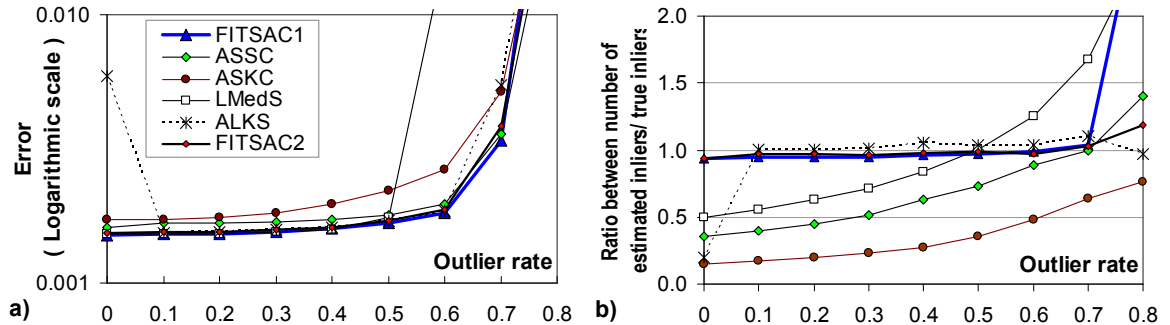 0.010
0.001
Error
( Logarithmic scale )
FITSAC1
ASSC
ASKC
LMedS
ALKS
FITSAC2
Outlier rate
a)
0 0.1 0.2 0.3 0.4 0.5 0.6 0.7 0.8
Ratio between number of
estimated inliers/ true inliers
2.0
1.5
1.0
0.5
0.0
Outlier rate
b)
0 0.1 0.2 0.3 0.4 0.5 0.6 0.7 0.8